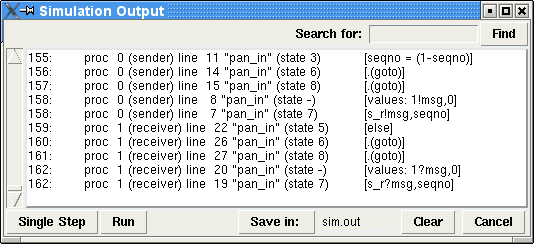 Simulation Output
Search for: Find
155: proc 0 (sender) line 11 "pan_in" (state 3) [seqno = (1-seqno)]
156: proc 0 (sender) line 14 "pan_in" (state 6) [.(goto)]
157: proc 0 (sender) line 15 "pan_in" (state 8) [.(goto)]
158: proc 0 (sender) line 8 "pan_in" (state -) [values: 1!msg,0]
158: proc 0 (sender) line 7 "pan_in" (state 7) [s_r!msg,seqno]
159: proc 1 (receiver) line 22 "pan_in" (state 5) [else]
160: proc 1 (receiver) line 26 "pan_in" (state 6) [.(goto)]
161: proc 1 (receiver) line 27 "pan_in" (state 8) [.(goto)]
162: proc 1 (receiver) line 20 "pan_in" (state -) [values: 1?msg,0]
162: proc 1 (receiver) line 19 "pan_in" (state 7) [s_r?msg,seqno]
Single Step Run Save in: sim.out Clear Cancel